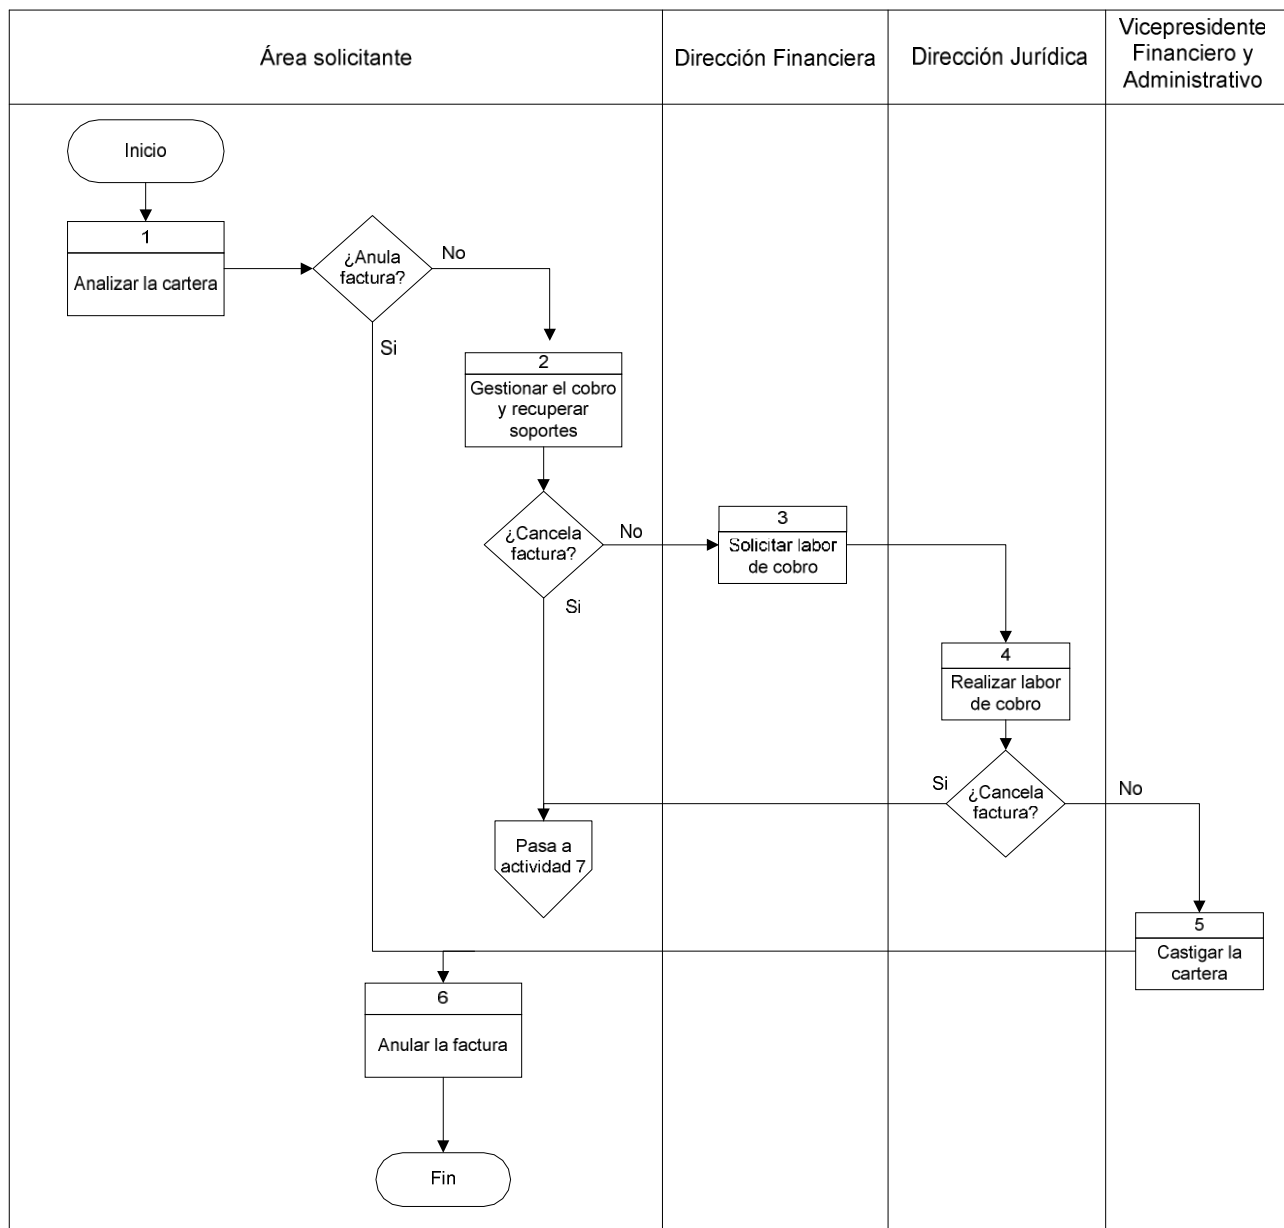 Área solicitante
Dirección Financiera
Dirección Jurídica
Vicepresidente
Financiero y
Administrativo
Inicio
1
Analizar la cartera
¿Anula
factura?
No
Si
2
Gestionar el cobro
y recuperar
soportes
¿Cancela
factura?
No
Si
3
Solicitar labor
de cobro
4
Realizar labor
de cobro
¿Cancela
factura?
Si
No
Pasa a
actividad 7
5
Castigar la
cartera
6
Anular la factura
Fin